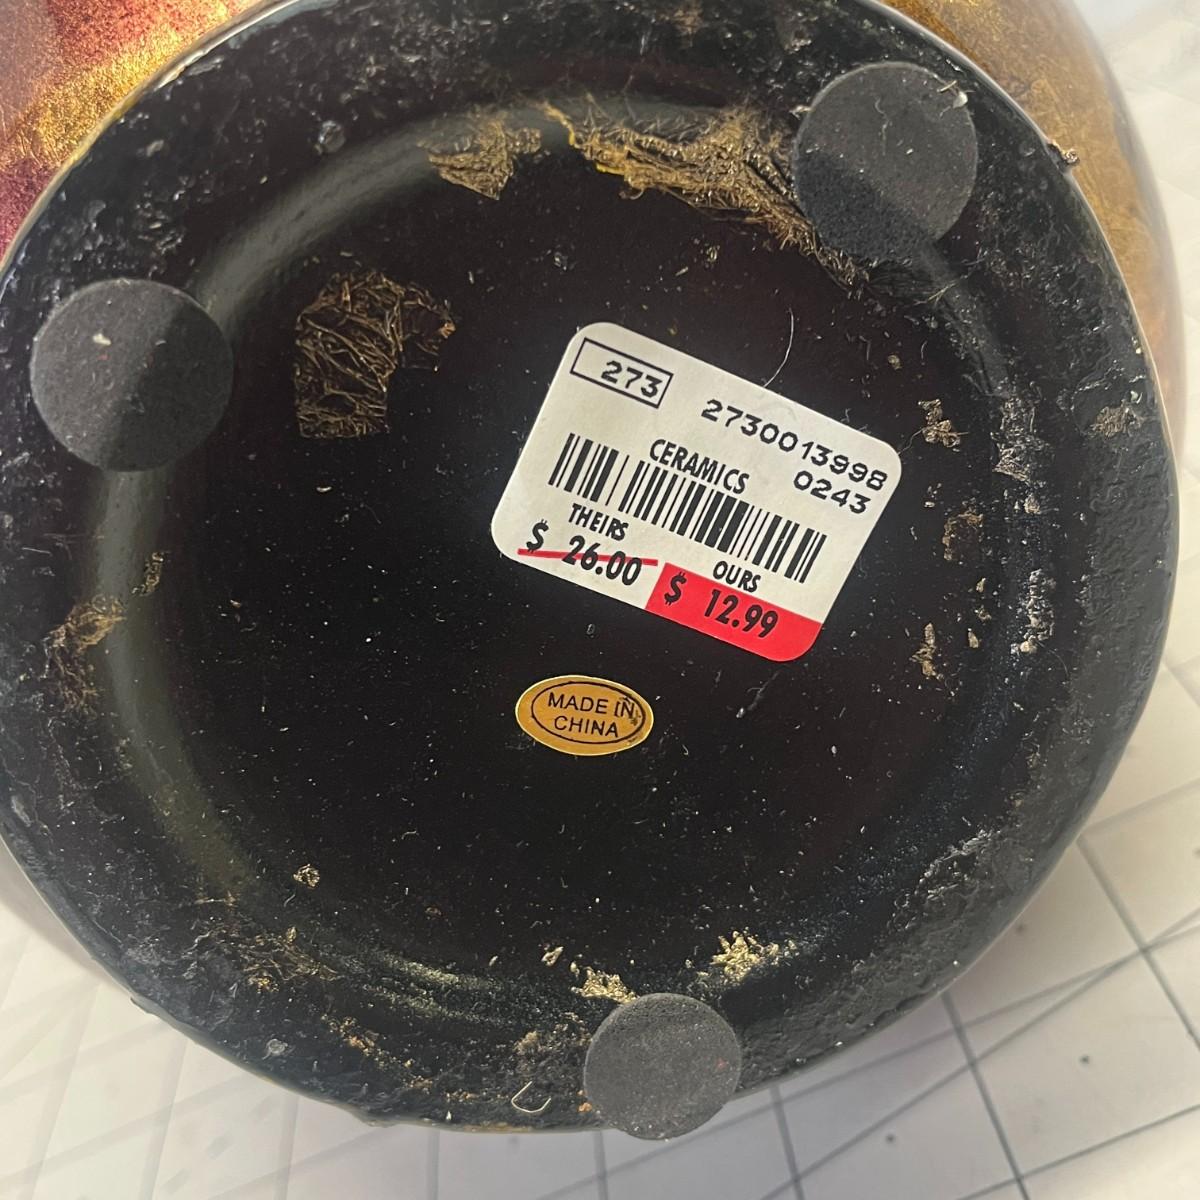 273
2730013998
CERAMICS 0243
THEIRS
$ 26.00
OURS
$ 12.99
MADE IN
CHINA